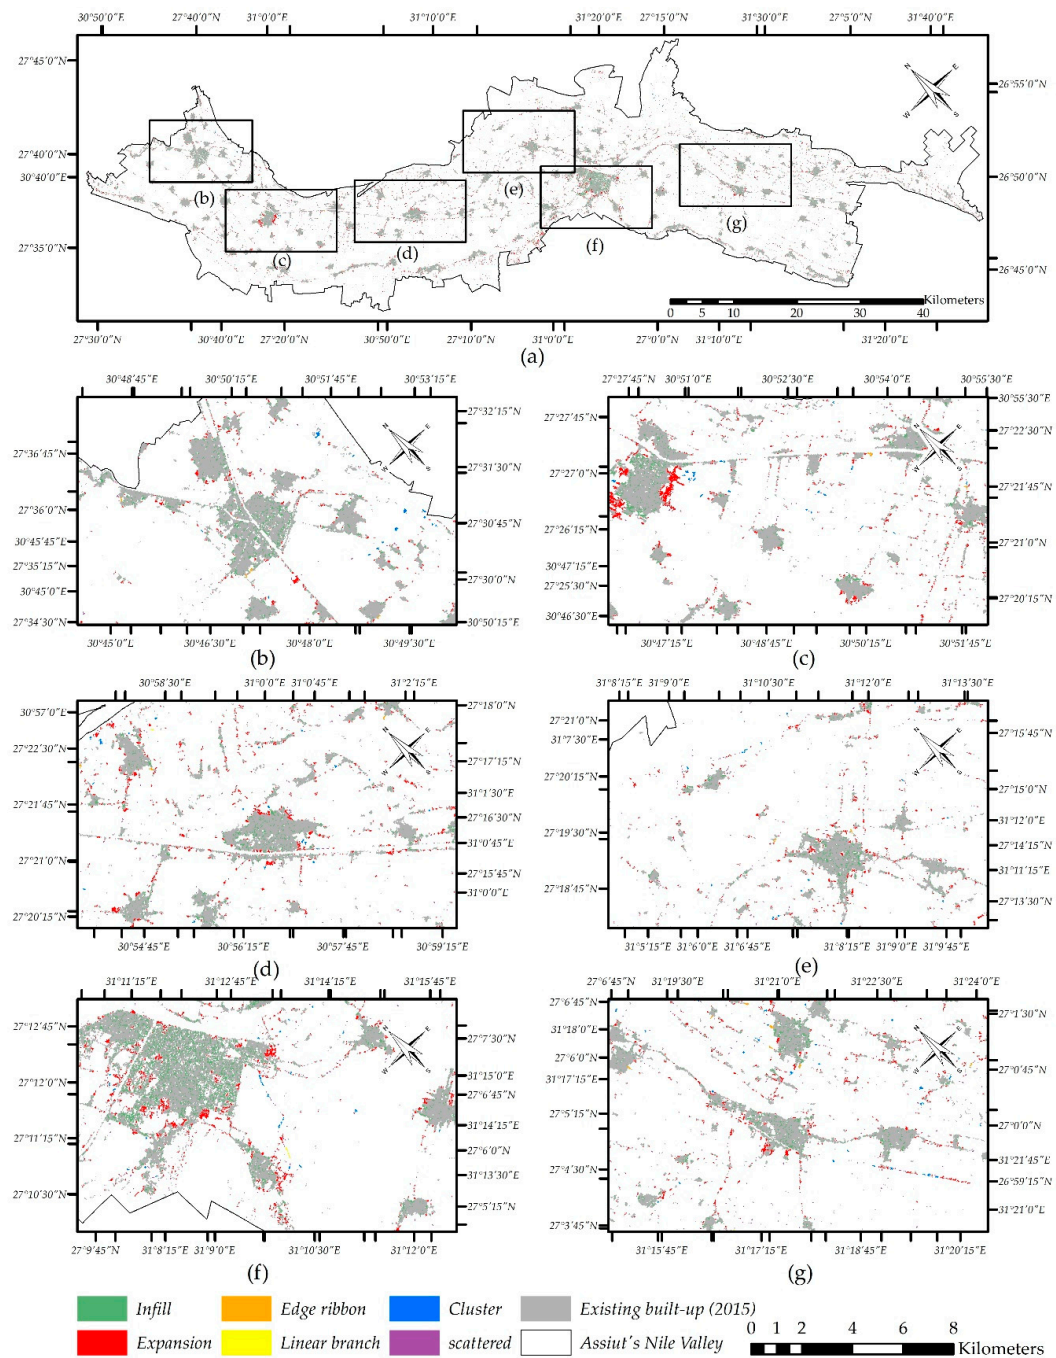 30°50'0"E 27°40'0"N 31°0'0"E 31°10'0"E 31°20'0"E 27°15'0"N 31°30'0"E 27°5'0"N 31°40'0"E
27°45'0"N
N E
W S
26°55'0"N
27°40'0"N
30°40'0"N
(b)
(e)
26°50'0"N
(g)
27°35'0"N
(c)
(d)
(f)
26°45'0"N
Kilometers
0 5 10 20 30 40
27°30'0"N 30°40'0"E 27°20'0"N 30°50'0"E 27°10'0"N 31°0'0"E 27°0'0"N 31°10'0"E 31°20'0"E
(a)
30°48'45"E 30°50'15"E 30°51'45"E 30°53'15"E
27°32'15"N
N E
W S
27°36'45"N
27°31'30"N
27°36'0"N
27°30'45"N
30°45'45"E
27°35'15"N
27°30'0"N
30°45'0"E
27°34'30"N
30°50'15"E
30°45'0"E 30°46'30"E 30°48'0"E 30°49'30"E
(b)
27°27'45"N 30°51'0"E 30°52'30"E 30°54'0"E 30°55'30"E
30°55'30"E
27°27'45"N
27°22'30"N
N E
W S
27°27'0"N
27°21'45"N
27°26'15"N
27°21'0"N
30°47'15"E
27°25'30"N
27°20'15"N
30°46'30"E
30°47'15"E 30°48'45"E 30°50'15"E 30°51'45"E
(c)
30°58'30"E 31°0'0"E 31°0'45"E 31°2'15"E
30°57'0"E
27°18'0"N
N E
W S
27°22'30"N
27°17'15"N
31°1'30"E
27°21'45"N
27°16'30"N
31°0'45"E
27°21'0"N
27°15'45"N
31°0'0"E
27°20'15"N
30°54'45"E 30°56'15"E 30°57'45"E 30°59'15"E
(d)
31°8'15"E 31°9'0"E 31°10'30"E 31°12'0"E 31°13'30"E
27°21'0"N
31°7'30"E
27°15'45"N
N E
W S
27°20'15"N
27°15'0"N
31°12'0"E
27°19'30"N
27°14'15"N
31°11'15"E
27°18'45"N
27°13'30"N
31°5'15"E 31°6'0"E 31°6'45"E 31°8'15"E 31°9'0"E 31°9'45"E
(e)
31°11'15"E 31°12'45"E 31°14'15"E 31°15'45"E
27°12'45"N
27°7'30"N
N E
W S
27°12'0"N
31°15'0"E
27°6'45"N
31°14'15"E
27°11'15"N
27°6'0"N
31°13'30"E
27°10'30"N
27°5'15"N
27°9'45"N 31°8'15"E 31°9'0"E 31°10'30"E 31°12'0"E
(f)
27°6'45"N 31°19'30"E 31°21'0"E 31°22'30"E 31°24'0"E
27°6'45"N
27°1'30"N
31°18'0"E
N E
W S
27°6'0"N
27°0'45"N
31°17'15"E
27°5'15"N
27°0'0"N
31°21'45"E
27°4'30"N
26°59'15"N
31°21'0"E
27°3'45"N
31°15'45"E 31°17'15"E 31°18'45"E 31°20'15"E
(g)
Infill Edge ribbon Cluster Existing built-up (2015)
Expansion Linear branch scattered Assiut's Nile Valley
0 1 2 4 6 8
Kilometers